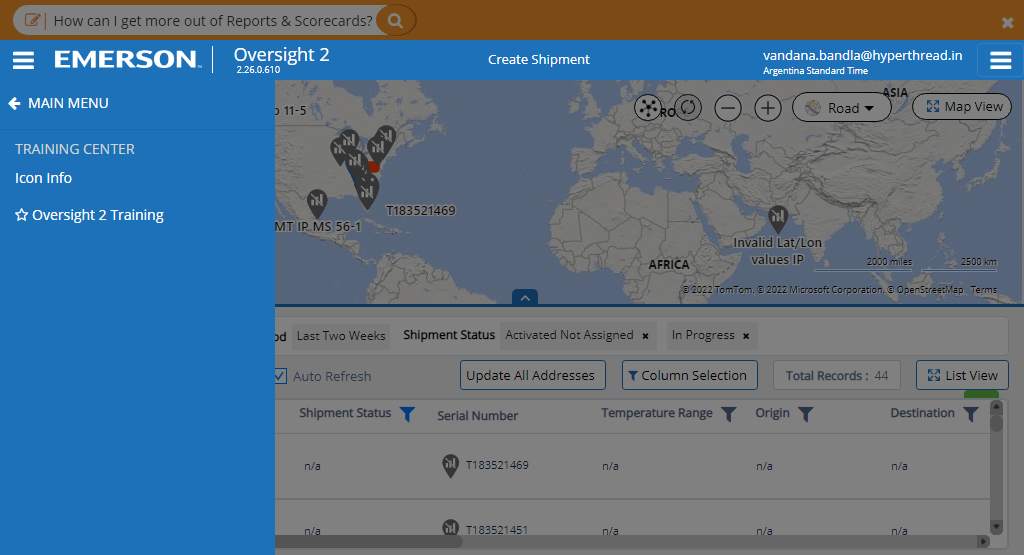 How can I get more out of Reports & Scorecards?
EMERSON
Oversight 2
2.26.0.610
Create Shipment
vandana.bandla@hyperthread.in
Argentina Standard Time
MAIN MENU
TRAINING CENTER
Icon Info
Oversight 2 Training
11-5
ASIA
Road
Map View
T183521469
MT IP MS 56-1
Invalid Lat/Lon
values IP
AFRICA
2000 miles
2500 km
© 2022 TomTom, © 2022 Microsoft Corporation, © OpenStreetMap Terms
Last Two Weeks
Shipment Status
Activated Not Assigned ×
In Progress ×
Auto Refresh
Update All Addresses
Column Selection
Total Records : 44
List View
Shipment Status
Serial Number
Temperature Range
Origin
Destination
n/a
T183521469
n/a
n/a
n/a
n/a
T183521451
n/a
n/a
n/a